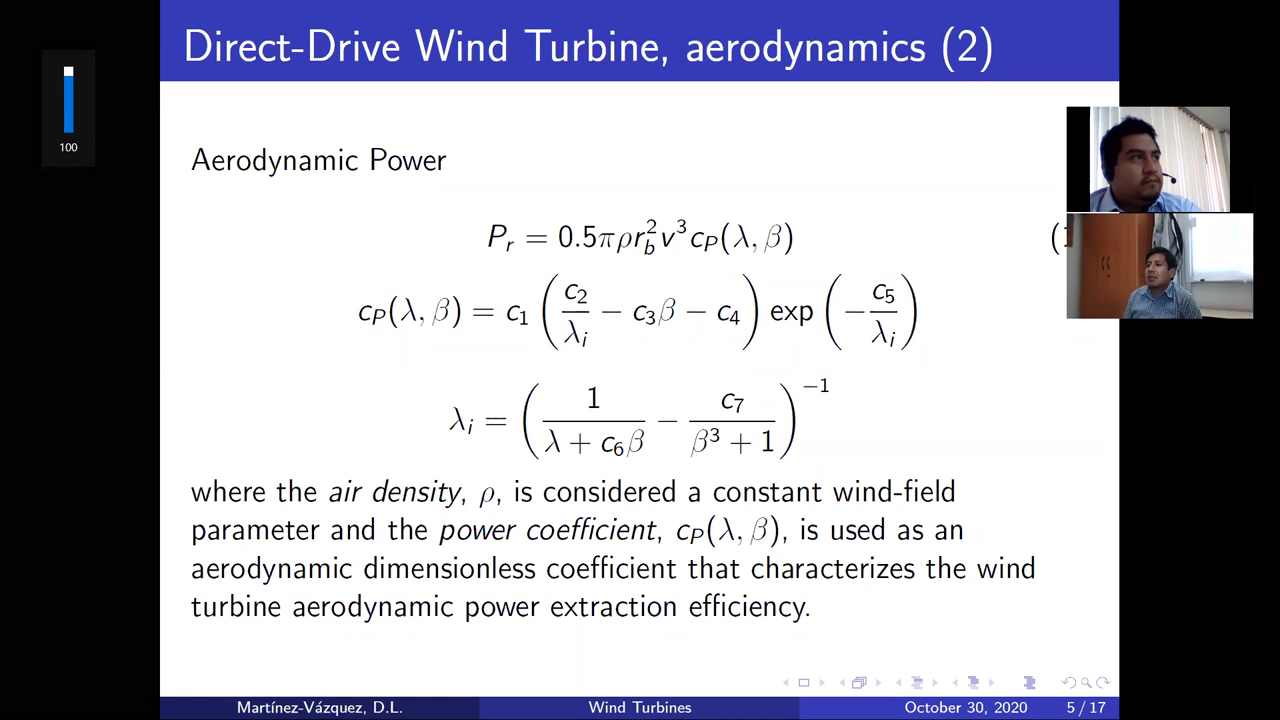 Direct-Drive Wind Turbine, aerodynamics (2)
100
Aerodynamic Power
P_r = 0.5πρr_b^2 v^3 c_P(λ, β)
c_P(λ, β) = c_1 ( c_2/λ_i − c_3β − c_4 ) exp ( −c_5/λ_i )
λ_i = ( 1/(λ + c_6β) − c_7/(β^3 + 1) )^−1
where the air density, ρ, is considered a constant wind-field
parameter and the power coefficient, c_P(λ, β), is used as an
aerodynamic dimensionless coefficient that characterizes the wind
turbine aerodynamic power extraction efficiency.
Martínez-Vázquez, D.L. Wind Turbines October 30, 2020 5 / 17